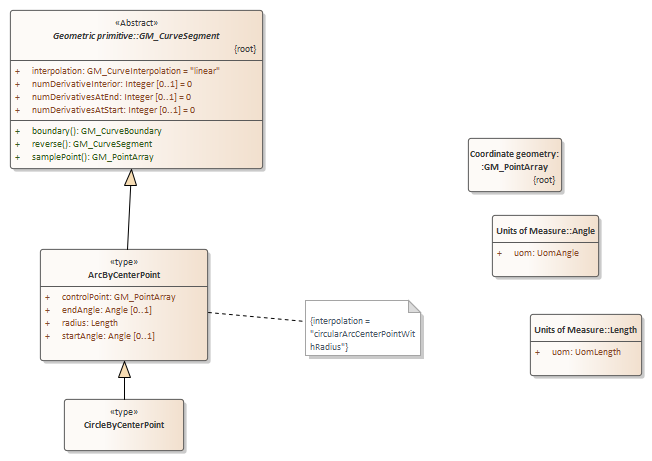 «Abstract»
Geometric primitive::GM_CurveSegment
{root}
+ interpolation: GM_CurveInterpolation = "linear"
+ numDerivativeInterior: Integer [0..1] = 0
+ numDerivativesAtEnd: Integer [0..1] = 0
+ numDerivativesAtStart: Integer [0..1] = 0
+ boundary(): GM_CurveBoundary
+ reverse(): GM_CurveSegment
+ samplePoint(): GM_PointArray
Coordinate geometry:
:GM_PointArray
{root}
Units of Measure::Angle
+ uom: UomAngle
«type»
ArcByCenterPoint
+ controlPoint: GM_PointArray
+ endAngle: Angle [0..1]
+ radius: Length
+ startAngle: Angle [0..1]
{interpolation =
"circularArcCenterPointWit
hRadius"}
Units of Measure::Length
+ uom: UomLength
«type»
CircleByCenterPoint